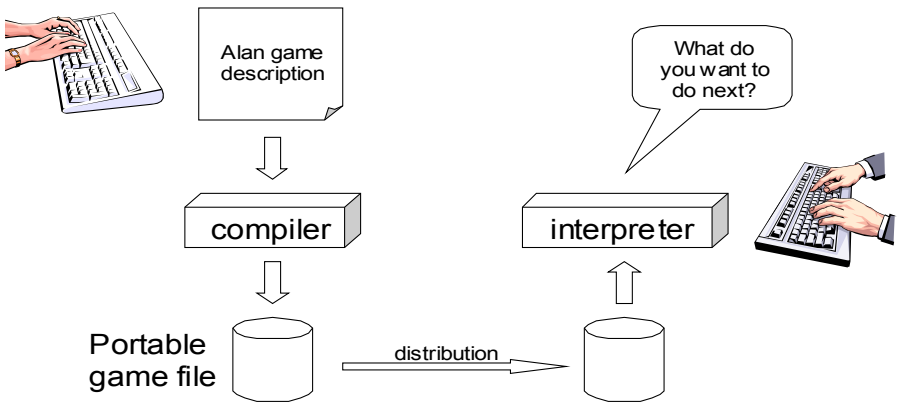 Alan game
description
What do
you want to
do next?
compiler
interpreter
Portable
game file
distribution